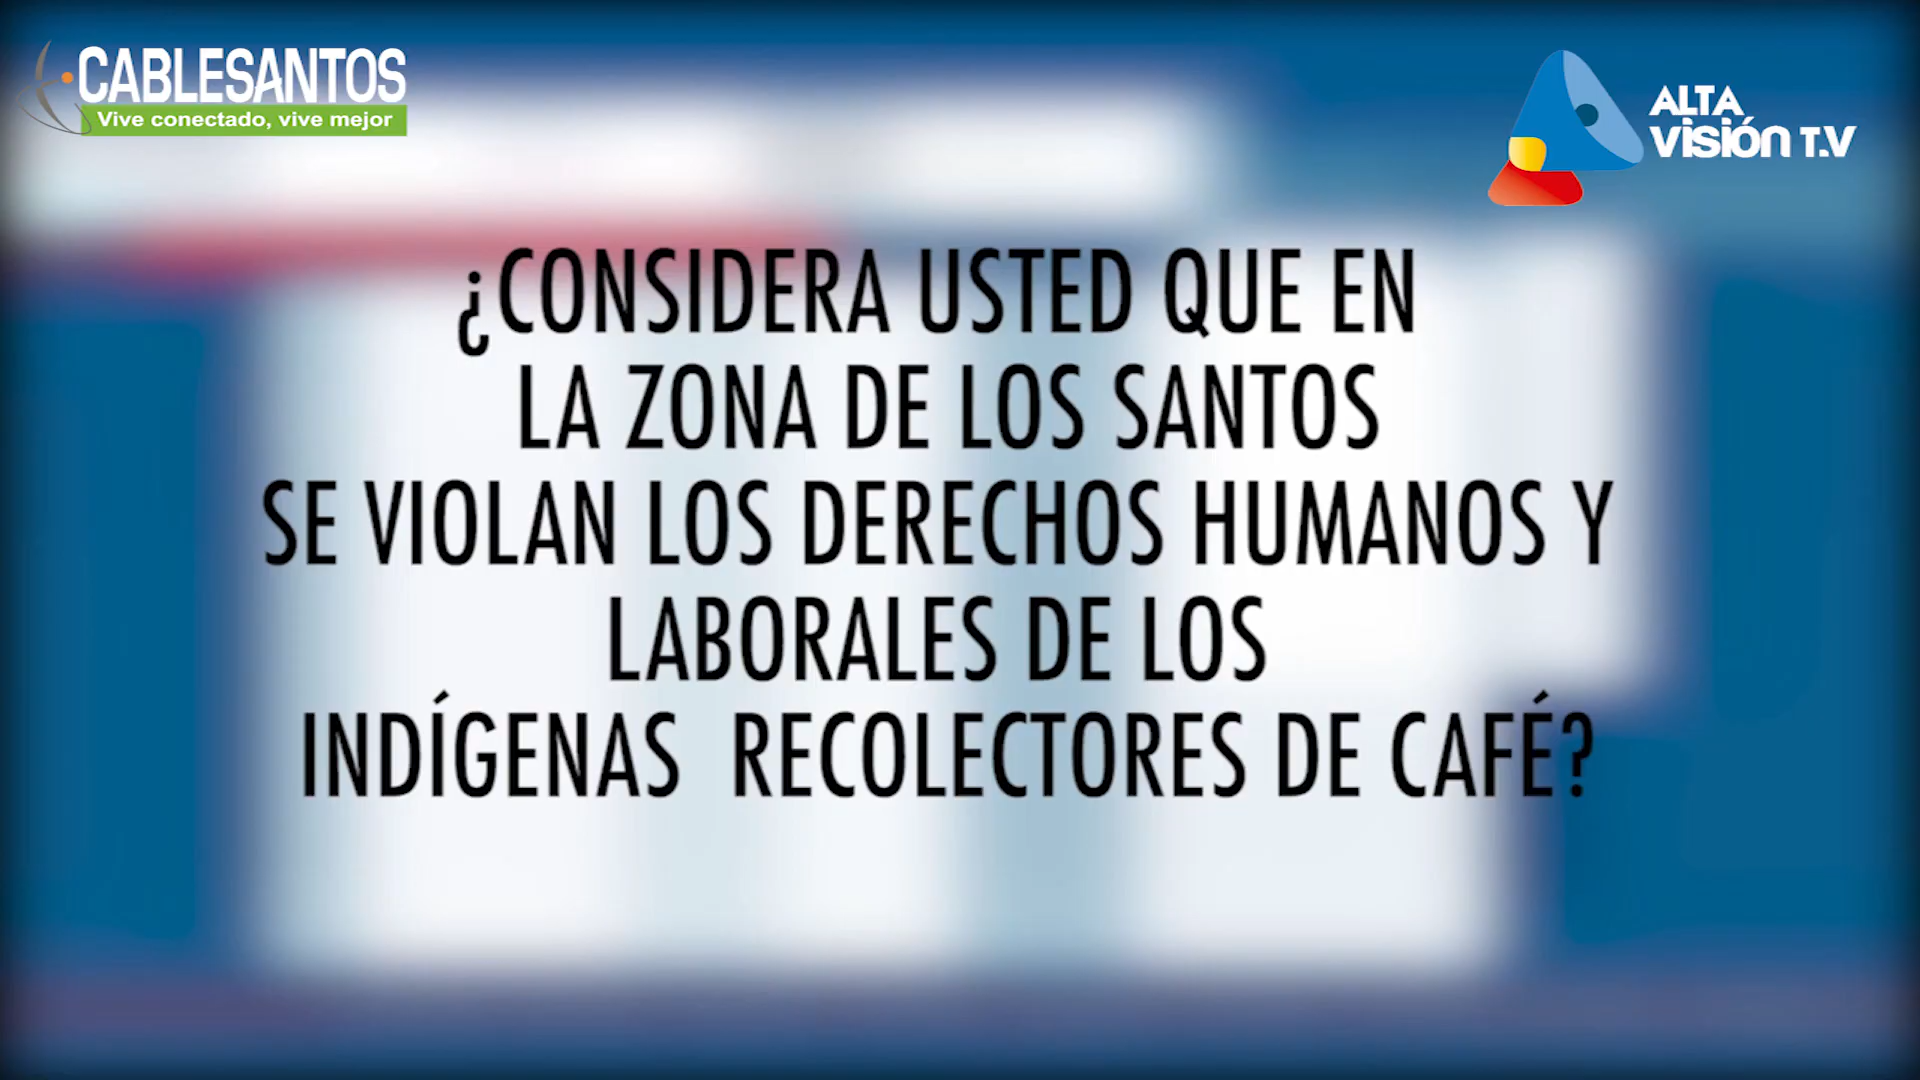 CABLESANTOS
Vive conectado, vive mejor
ALTA
VISIÓN T.V
¿CONSIDERA USTED QUE EN
LA ZONA DE LOS SANTOS
SE VIOLAN LOS DERECHOS HUMANOS Y
LABORALES DE LOS
INDÍGENAS  RECOLECTORES DE CAFÉ?